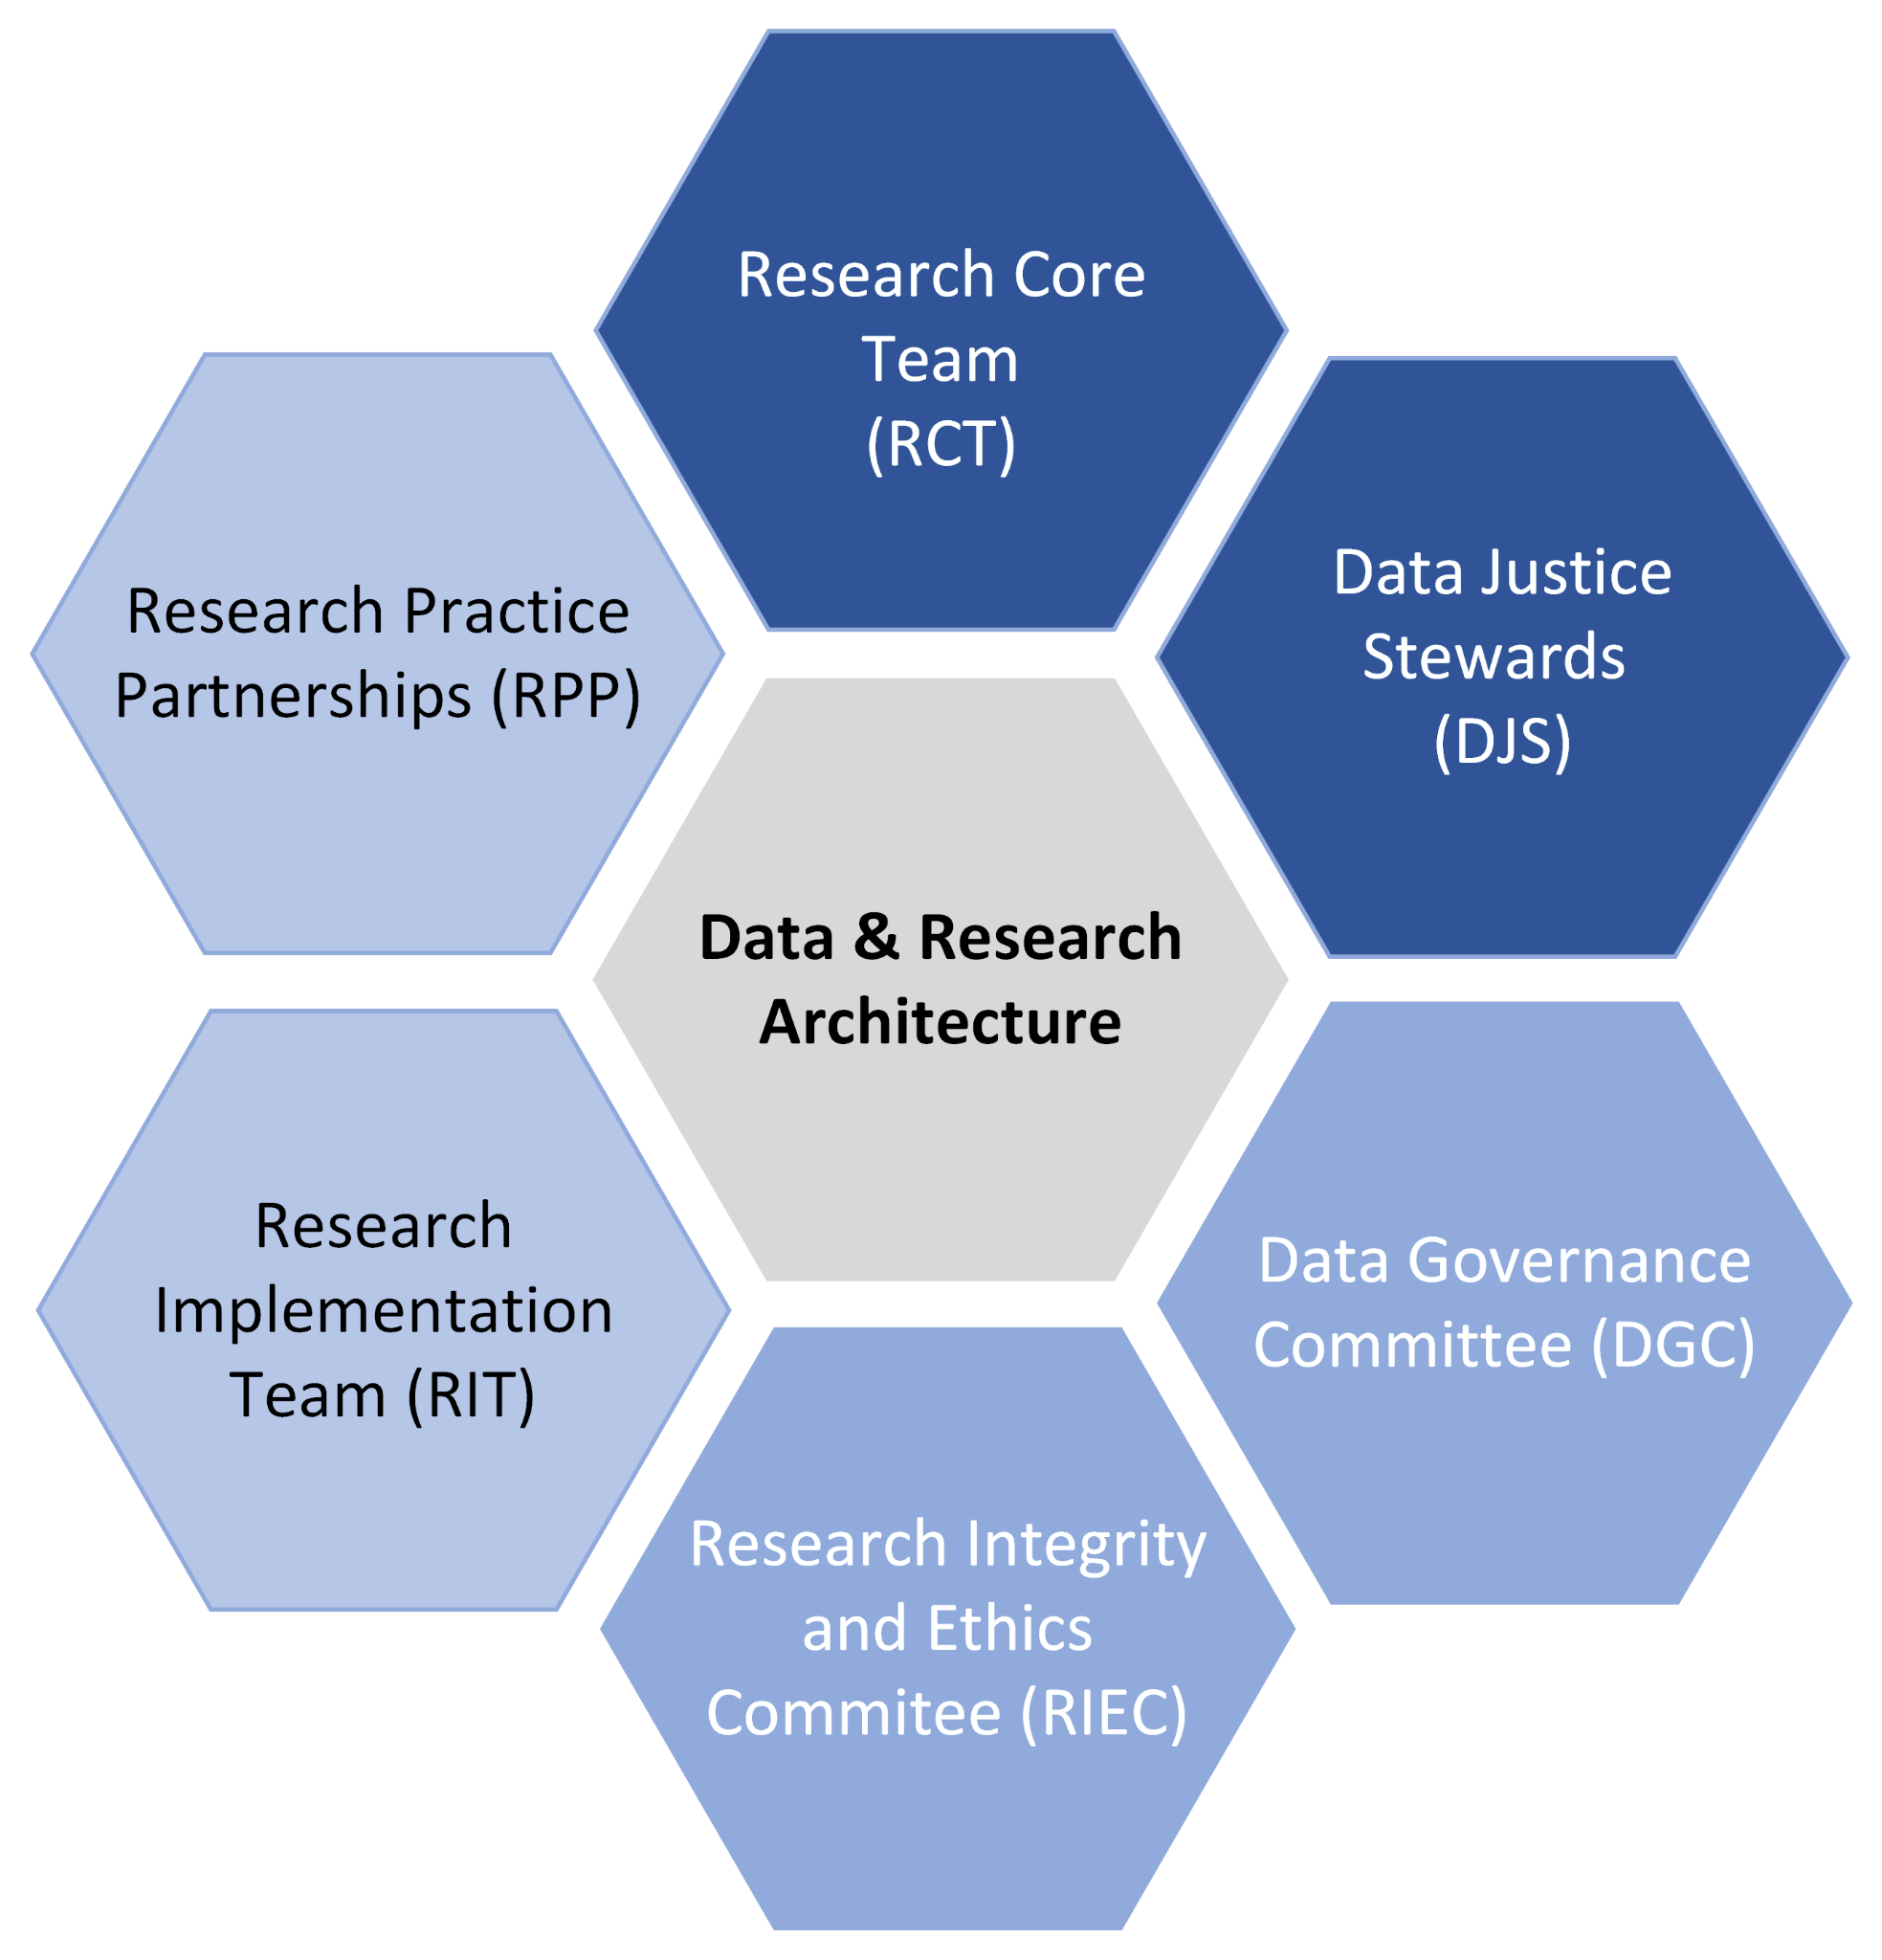 Research Core
Team
(RCT)
Data Justice
Stewards
(DJS)
Research Practice
Partnerships (RPP)
Data & Research
Architecture
Data Governance
Committee (DGC)
Research
Implementation
Team (RIT)
Research Integrity
and Ethics
Commitee (RIEC)